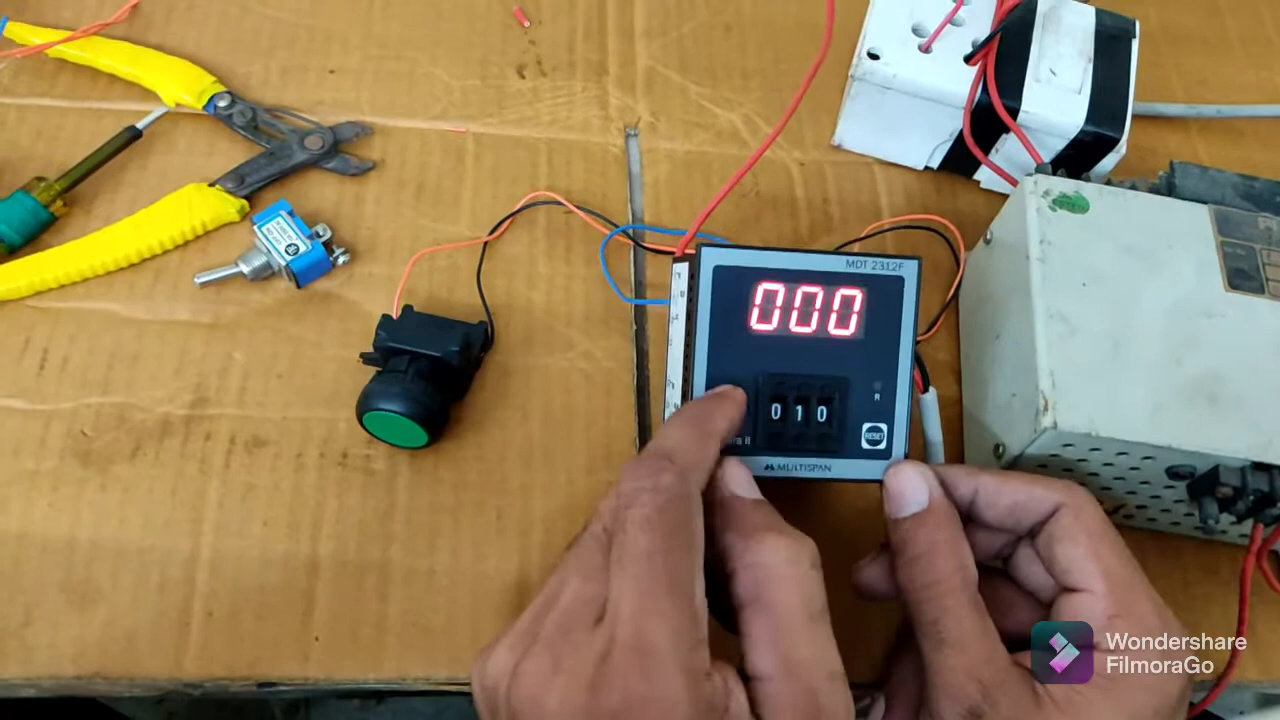 MDT 2312F
000
010
R
RESET
MULTISPAN
Wondershare
FilmoraGo